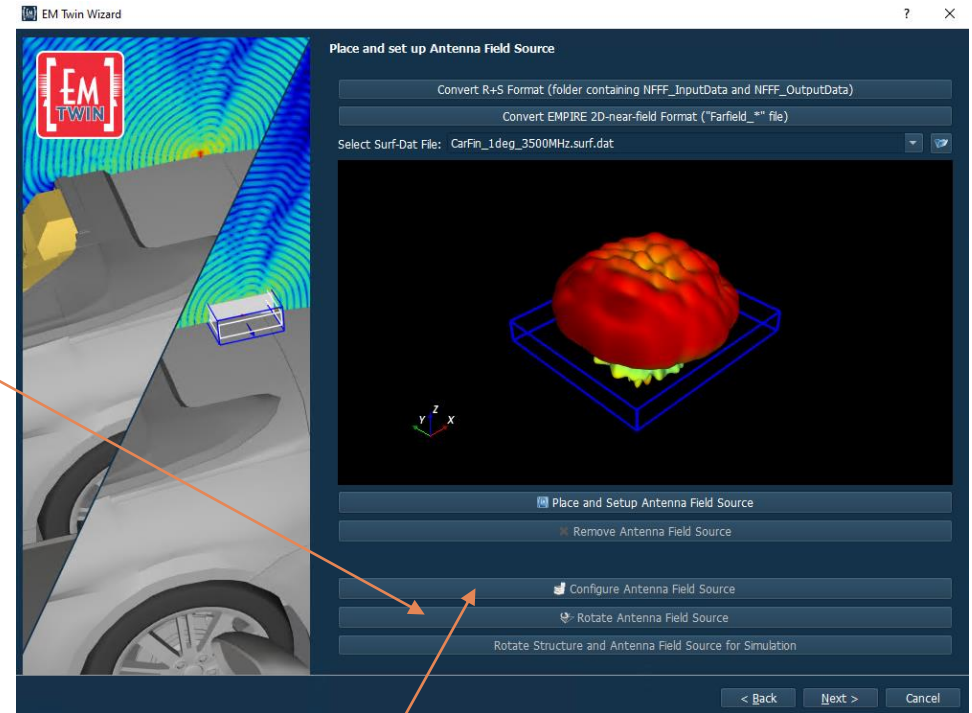 EM Twin Wizard
?
EM
TWIN
Place and set up Antenna Field Source
Convert R+S Format (folder containing NFFF_InputData and NFFF_OutputData)
Convert EMPIRE 2D-near-field Format ("Farfield_*" file)
Select Surf-Dat File: CarFin_1deg_3500MHz.surf.dat
Z
Y X
Place and Setup Antenna Field Source
Remove Antenna Field Source
Configure Antenna Field Source
Rotate Antenna Field Source
Rotate Structure and Antenna Field Source for Simulation
< Back Next > Cancel